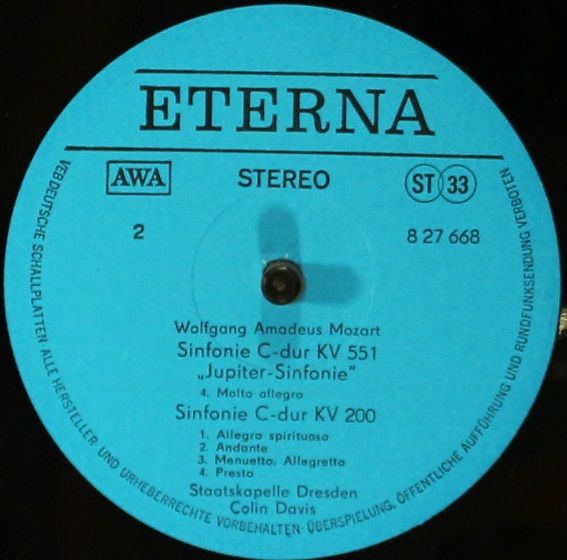 ETERNA
AWA STEREO ST 33
2 8 27 668
Wolfgang Amadeus Mozart
Sinfonie C-dur KV 551
„Jupiter-Sinfonie"
4. Molto allegro
Sinfonie C-dur KV 200
1. Allegro spirituoso
2. Andante
3. Menuetto. Allegretto
4. Presto
Staatskapelle Dresden
Colin Davis
VEB DEUTSCHE SCHALLPLATTEN · ALLE HERSTELLER- UND URHEBERRECHTE VORBEHALTEN · ÜBERSPIELUNG, ÖFFENTLICHE AUFFÜHRUNG UND RUNDFUNKSENDUNG VERBOTEN